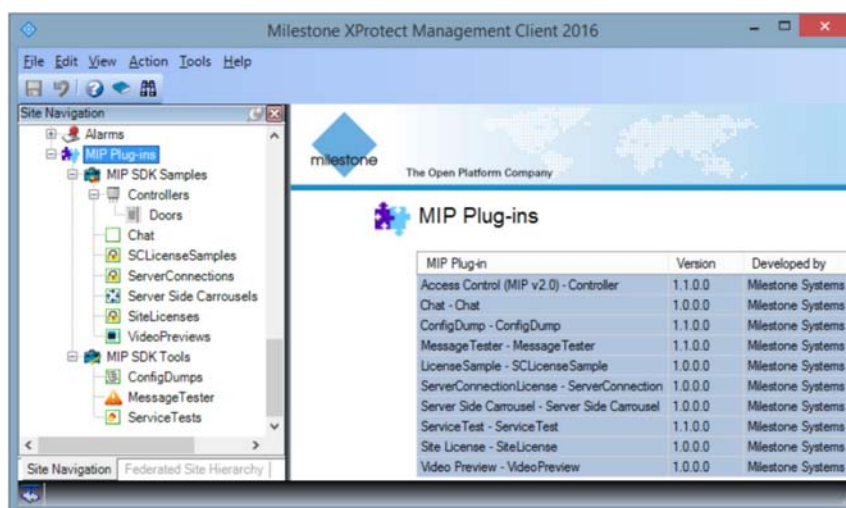 Milestone XProtect Management Client 2016
File Edit View Action Tools Help
Site Navigation
Alarms
MIP Plug-ins
MIP SDK Samples
Controllers
Doors
Chat
SCLicenseSamples
ServerConnections
Server Side Carrousels
SiteLicenses
VideoPreviews
MIP SDK Tools
ConfigDumps
MessageTester
ServiceTests
Site Navigation Federated Site Hierarchy
milestone
The Open Platform Company
MIP Plug-ins
MIP Plug-in Version Developed by
Access Control (MIP v2.0) - Controller 1.1.0.0 Milestone Systems
Chat - Chat 1.0.0.0 Milestone Systems
ConfigDump - ConfigDump 1.1.0.0 Milestone Systems
MessageTester - MessageTester 1.1.0.0 Milestone Systems
LicenseSample - SCLicenseSample 1.0.0.0 Milestone Systems
ServerConnectionLicense - ServerConnection 1.0.0.0 Milestone Systems
Server Side Carrousel - Server Side Carrousel 1.0.0.0 Milestone Systems
ServiceTest - ServiceTest 1.1.0.0 Milestone Systems
Site License - SiteLicense 1.0.0.0 Milestone Systems
Video Preview - VideoPreview 1.0.0.0 Milestone Systems